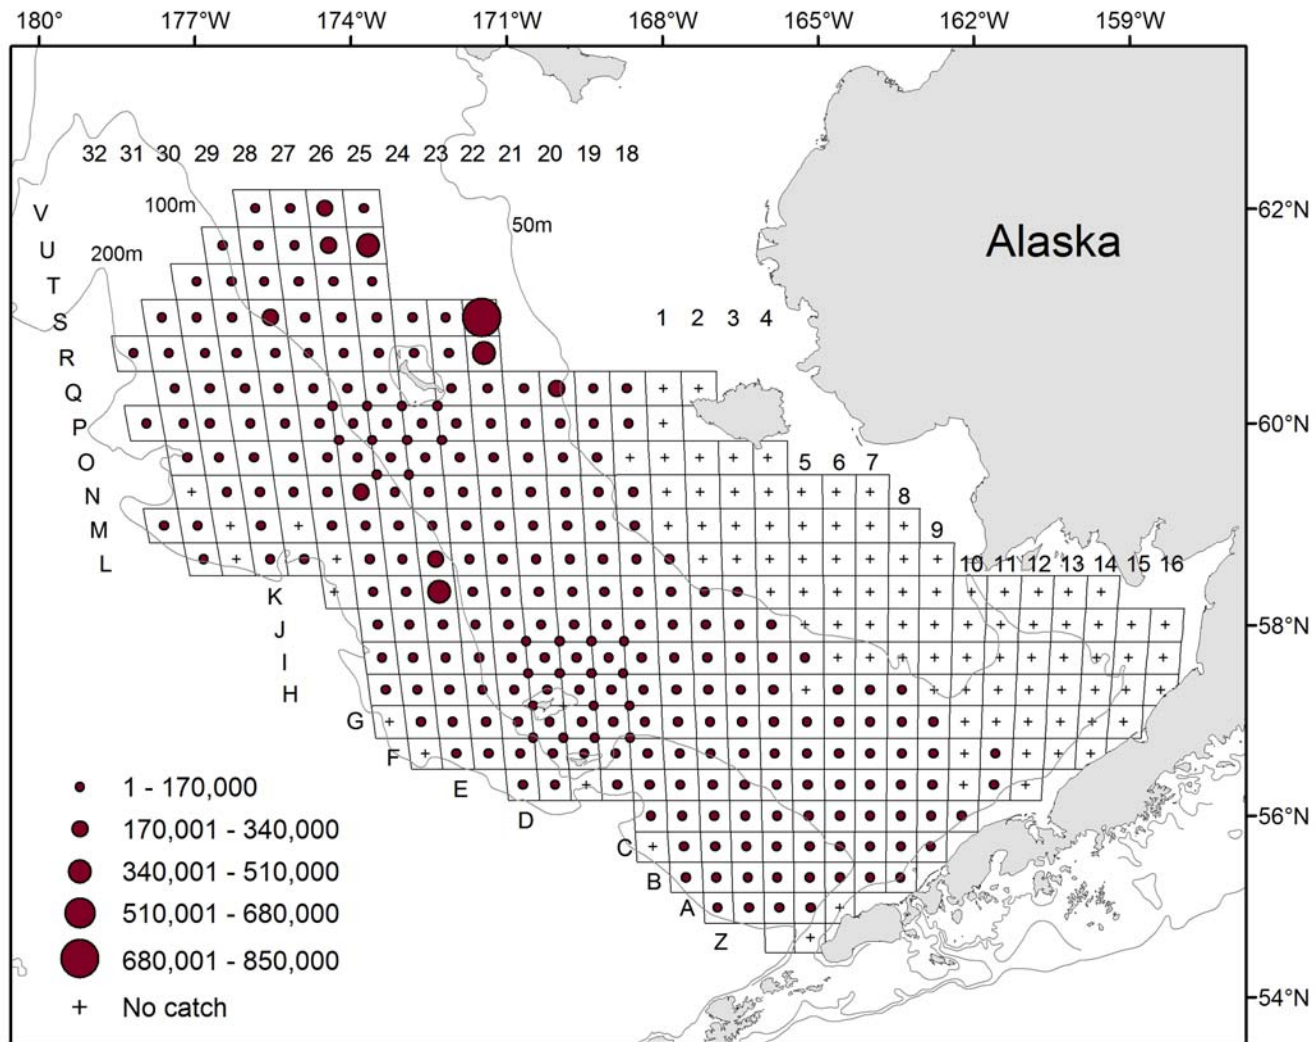 180° 177°W 174°W 171°W 168°W 165°W 162°W 159°W
32 31 30 29 28 27 26 25 24 23 22 21 20 19 18
V
100m
62°N
50m
U
Alaska
200m
T
S
1 2 3 4
R
Q
P
60°N
O
5 6 7
N
8
M
9
L
10 11 12 13 14 15 16
K
J
58°N
I
H
G
F
E
1 - 170,000
D
56°N
170,001 - 340,000
C
340,001 - 510,000
B
A
510,001 - 680,000
Z
680,001 - 850,000
54°N
+ No catch